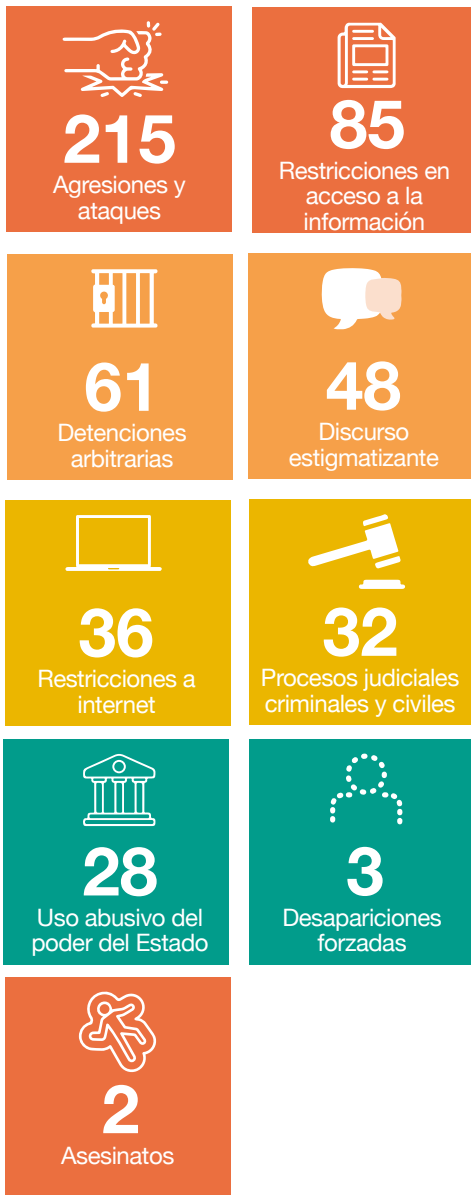 215
Agresiones y
ataques
85
Restricciones en
acceso a la
información
61
Detenciones
arbitrarias
48
Discurso
estigmatizante
36
Restricciones a
internet
32
Procesos judiciales
criminales y civiles
28
Uso abusivo del
poder del Estado
3
Desapariciones
forzadas
2
Asesinatos